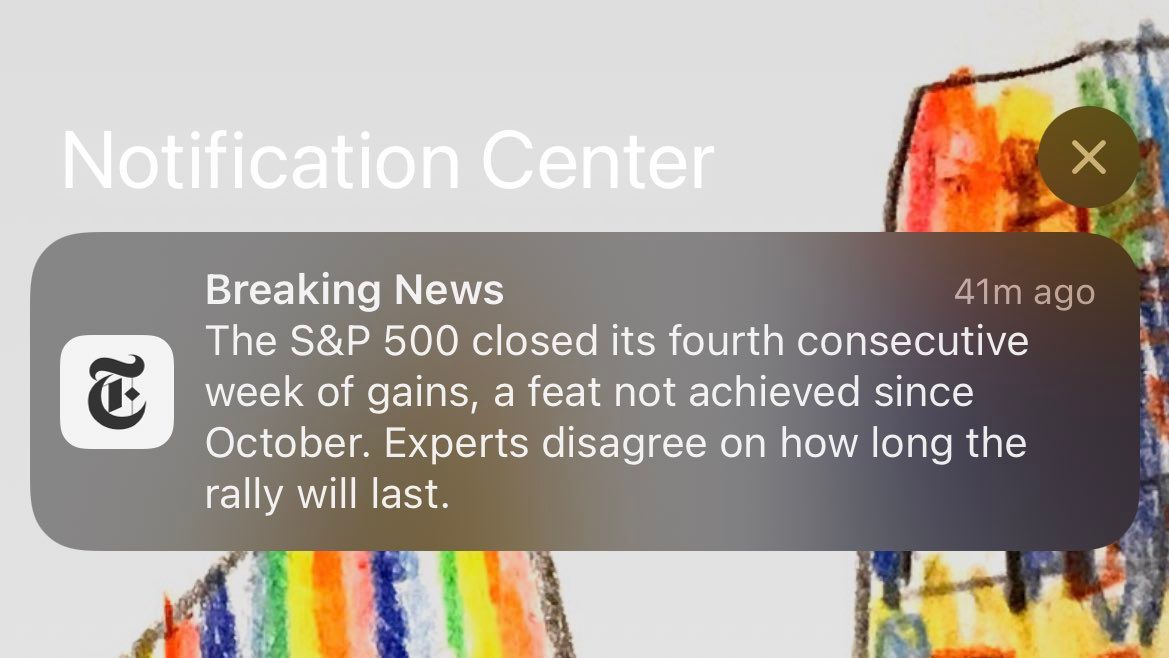 Notification Center
Breaking News
41m ago
The S&P 500 closed its fourth consecutive
week of gains, a feat not achieved since
October. Experts disagree on how long the
rally will last.